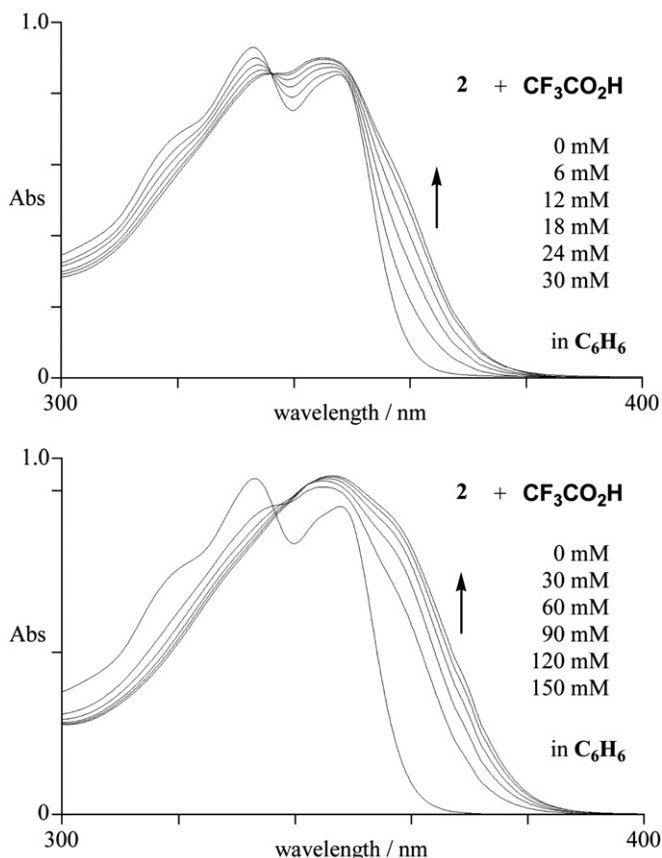 1.0
2 + CF₃CO₂H
0 mM
6 mM
12 mM
18 mM
24 mM
30 mM
Abs
in C₆H₆
0
300
400
wavelength / nm
1.0
2 + CF₃CO₂H
0 mM
30 mM
60 mM
90 mM
120 mM
150 mM
Abs
in C₆H₆
0
300
400
wavelength / nm